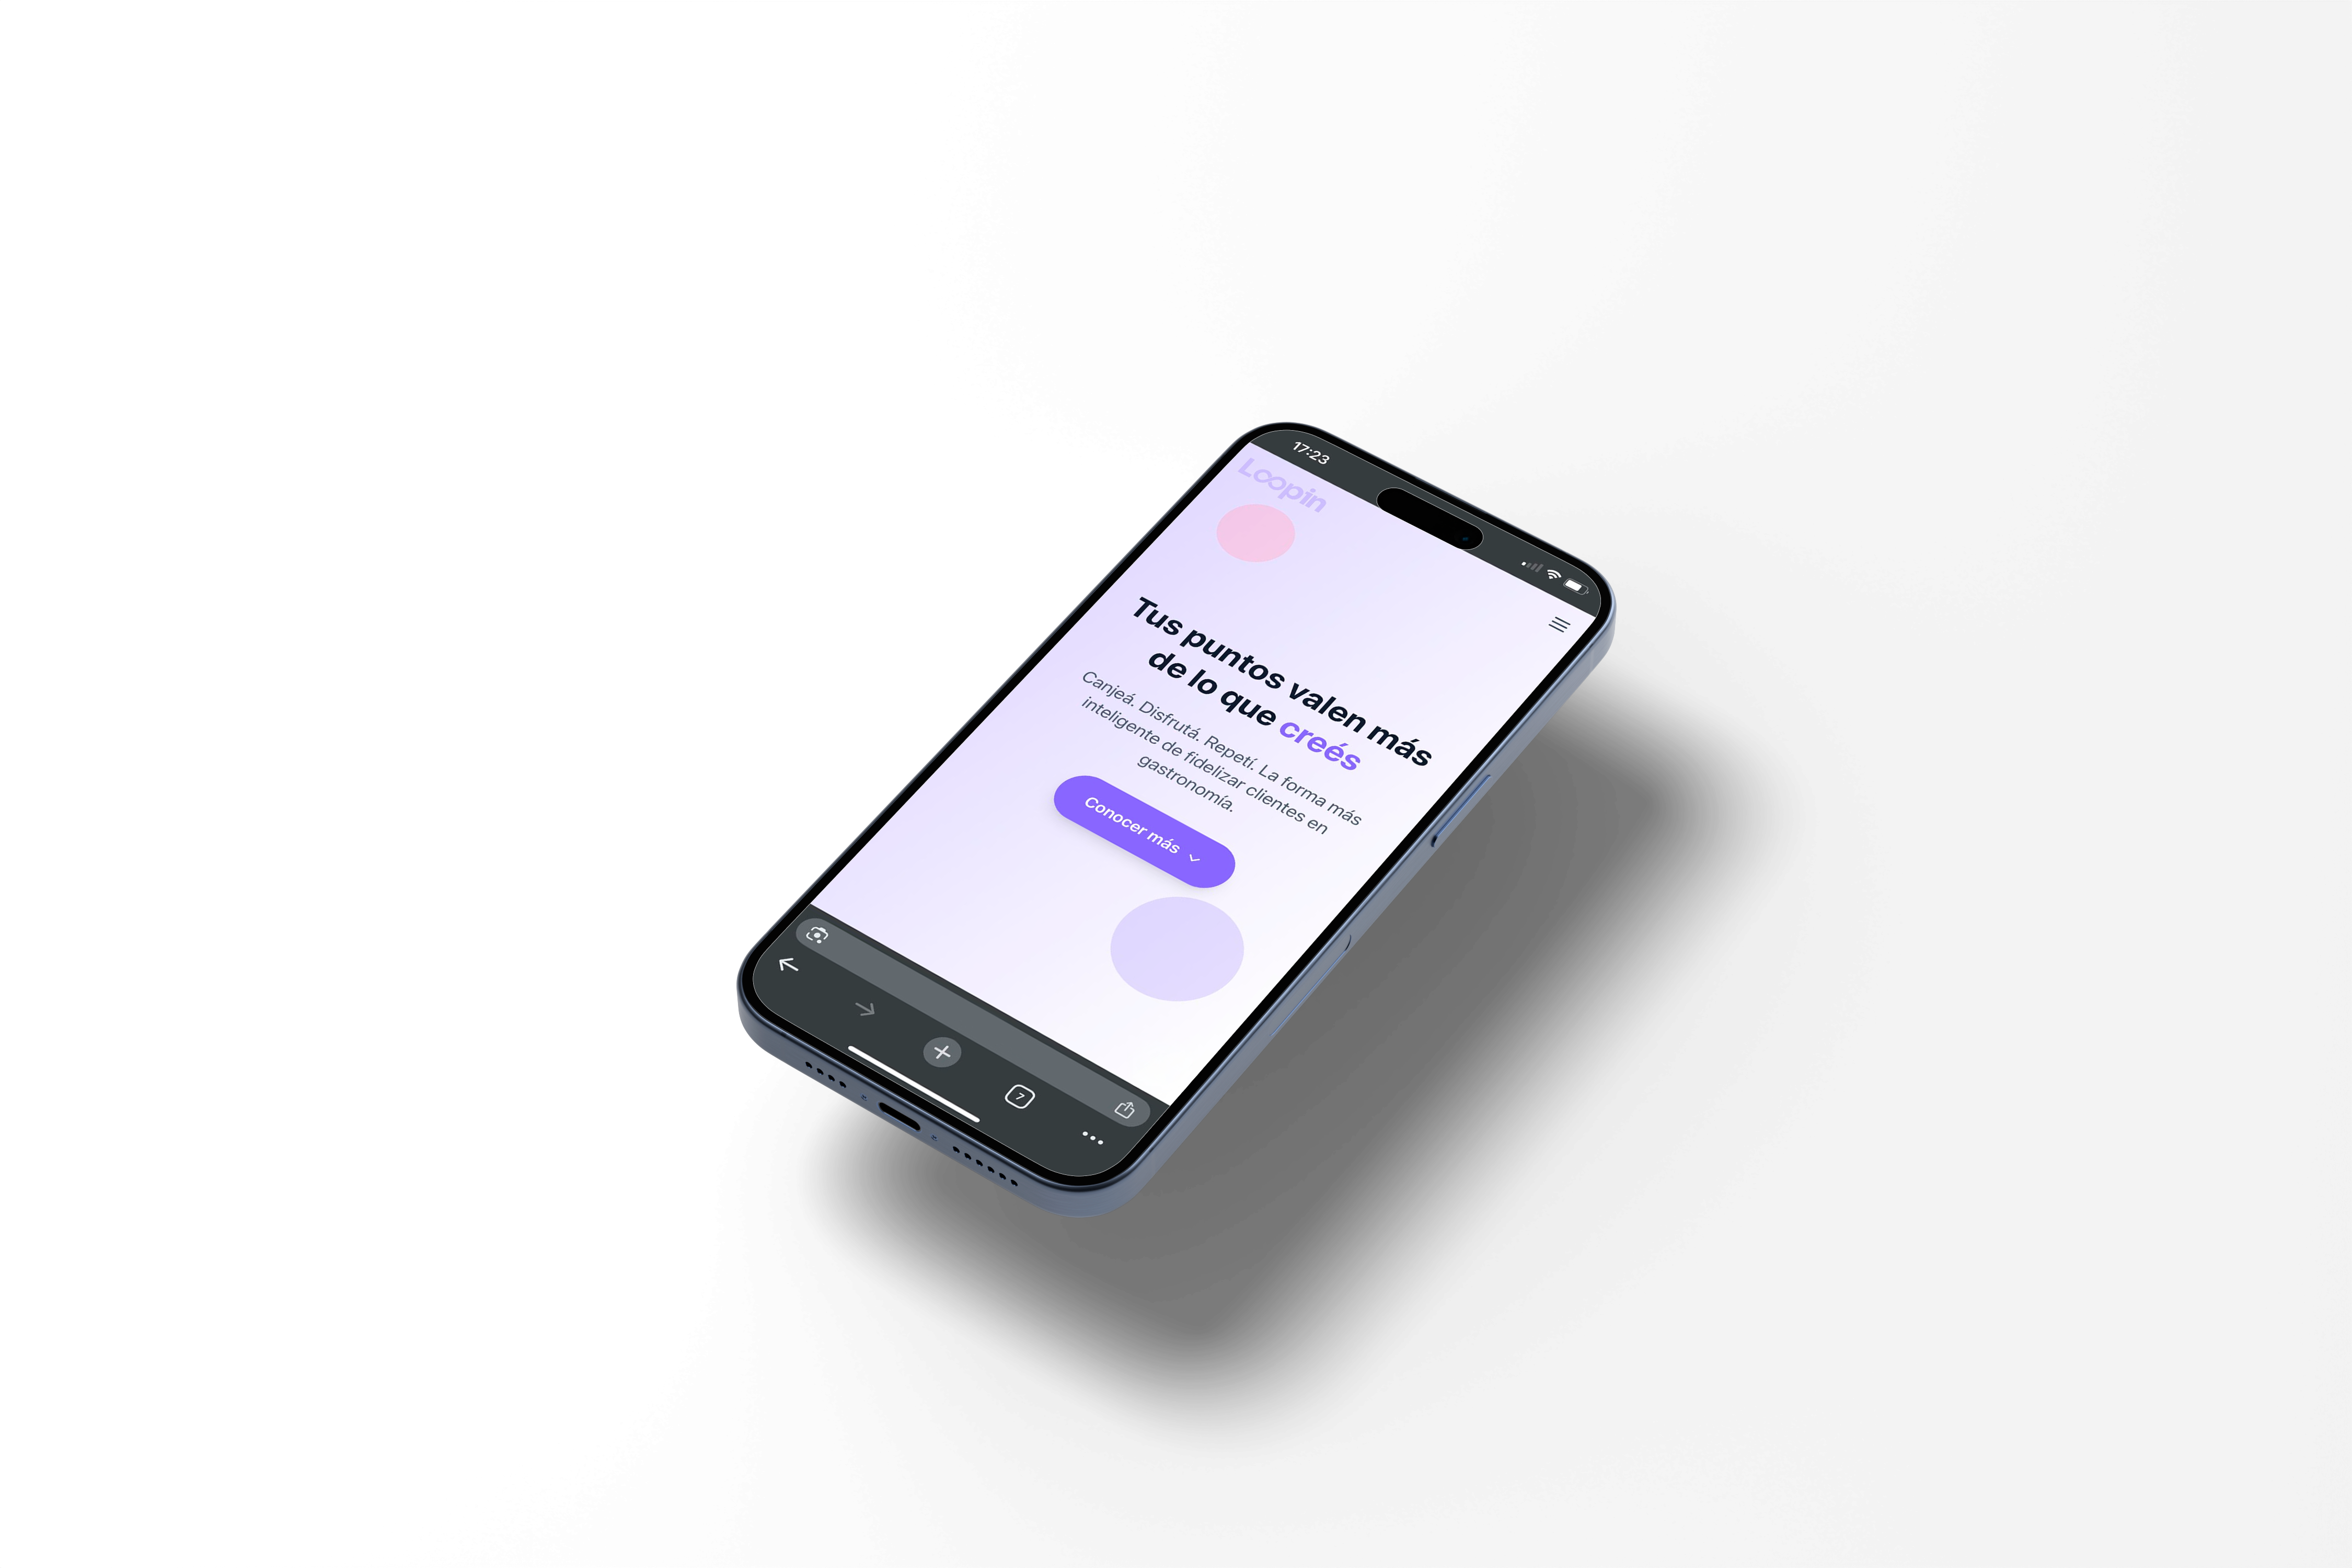 17:23
Loopin
Tus puntos valen más
de lo que creés
Canjeá. Disfrutá. Repetí. La forma más
inteligente de fidelizar clientes en
gastronomía.
Conocer más
7